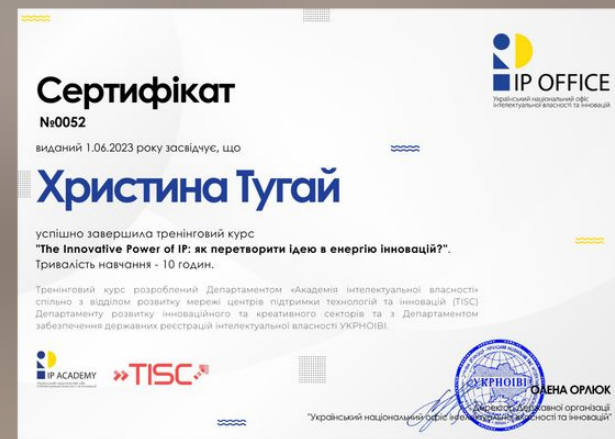 IP OFFICE
Український національний офіс
інтелектуальної власності та інновацій
Сертифікат
№0052
виданий 1.06.2023 року засвідчує, що
Христина Тугай
успішно завершила тренінговий курс
"The Innovative Power of IP: як перетворити ідею в енергію інновацій?".
Тривалість навчання - 10 годин.
Тренінговий курс розроблений Департаментом «Академія інтелектуальної власності»
спільно з відділом розвитку мережі центрів підтримки технологій та інновацій (TISC)
Департаменту розвитку інноваційного та креативного секторів та з Департаментом
забезпечення державних реєстрацій інтелектуальної власності УКРНОІВІ.
IP ACADEMY
TISC
УКРНОІВІ
ОЛЕНА ОРЛЮК
Директор Державної організації
"Український національний офіс інтелектуальної власності та інновацій"